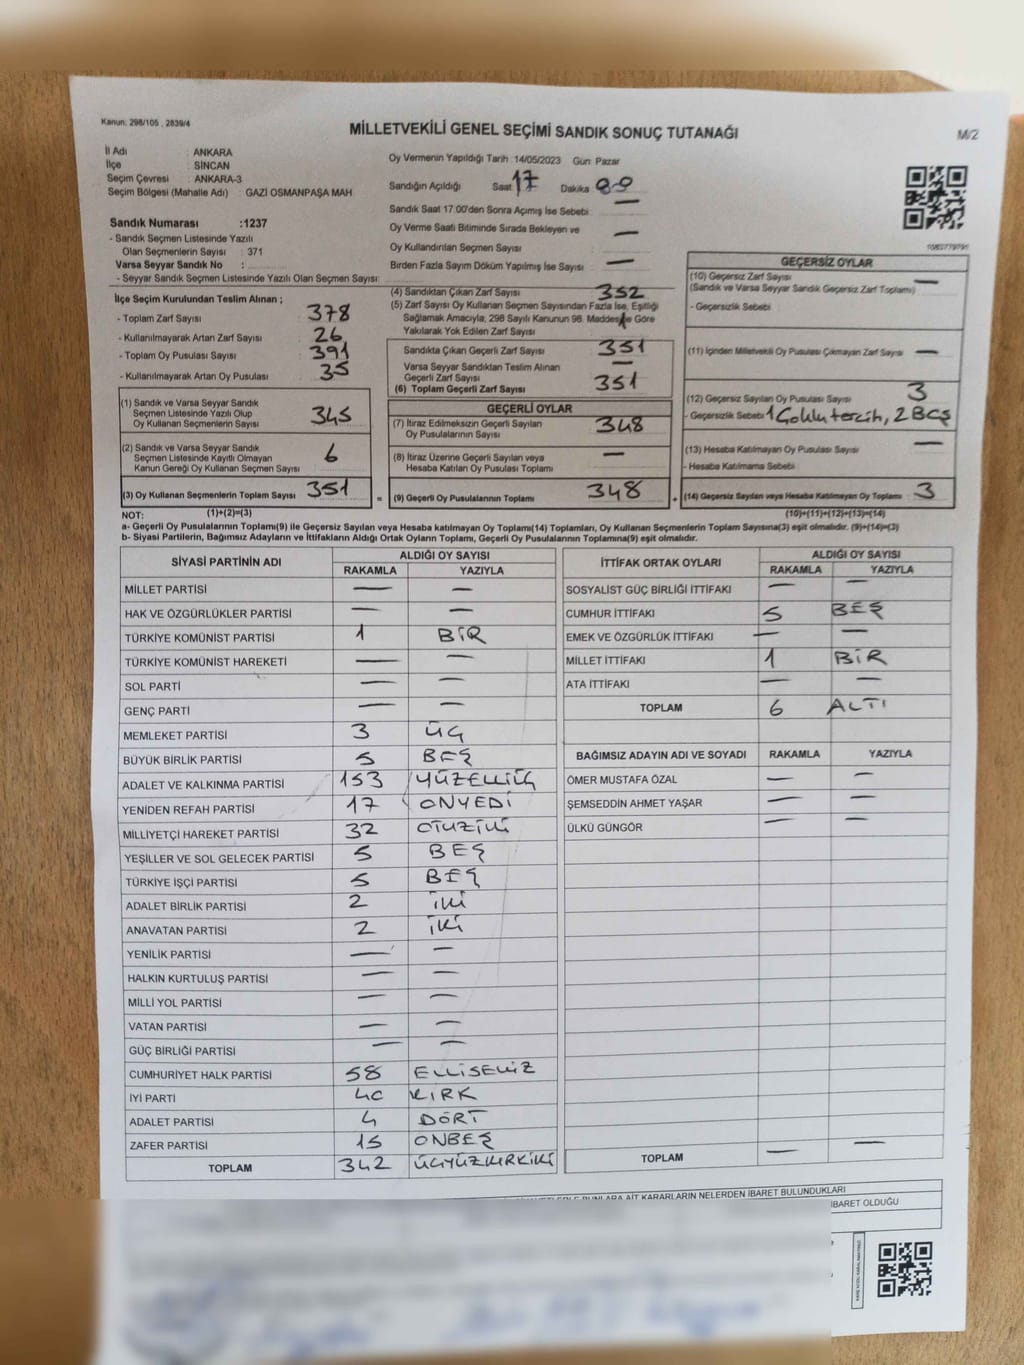 Kanun: 298/105 , 2839/4
MİLLETVEKİLİ GENEL SEÇİMİ SANDIK SONUÇ TUTANAĞI
M/2
İl Adı : ANKARA
İlçe : SİNCAN
Seçim Çevresi : ANKARA-3
Seçim Bölgesi (Mahalle Adı) : GAZİ OSMANPAŞA MAH
Sandık Numarası :1237
- Sandık Seçmen Listesinde Yazılı
Olan Seçmenlerin Sayısı : 371
Varsa Seyyar Sandık No :
- Seyyar Sandık Seçmen Listesinde Yazılı Olan Seçmen Sayısı:
Oy Vermenin Yapıldığı Tarih :14/05/2023 Gün: Pazar
Sandığın Açıldığı Saat 17 Dakika 00
Sandık Saat 17.00'den Sonra Açımış İse Sebebi: —
Oy Verme Saati Bitiminde Sırada Bekleyen ve
Oy Kullandırılan Seçmen Sayısı —
Birden Fazla Sayım Döküm Yapılmış İse Sayısı —
İlçe Seçim Kurulundan Teslim Alınan ;
- Toplam Zarf Sayısı 378
- Kullanılmayarak Artan Zarf Sayısı 26
- Toplam Oy Pusulası Sayısı 391
- Kullanılmayarak Artan Oy Pusulası 35
(4) Sandıktan Çıkan Zarf Sayısı 352
(5) Zarf Sayısı Oy Kullanan Seçmen Sayısından Fazla İse, Eşitliği
Sağlamak Amacıyla, 298 Sayılı Kanunun 98. Maddesine Göre
Yakılarak Yok Edilen Zarf Sayısı 1
Sandıkta Çıkan Geçerli Zarf Sayısı 351
Varsa Seyyar Sandıktan Teslim Alınan
Geçerli Zarf Sayısı —
(6) Toplam Geçerli Zarf Sayısı 351
GEÇERSİZ OYLAR
(10) Geçersiz Zarf Sayısı
(Sandık ve Varsa Seyyar Sandık Geçersiz Zarf Toplamı) —
- Geçersizlik Sebebi :
(11) İçinden Milletvekili Oy Pusulası Çıkmayan Zarf Sayısı —
(12) Geçersiz Sayılan Oy Pusulası Sayısı 3
- Geçersizlik Sebebi 1 Çoklu tercih, 2 BOŞ
(13) Hesaba Katılmayan Oy Pusulası Sayısı —
- Hesaba Katılmama Sebebi
(14) Geçersiz Sayılan veya Hesaba Katılmayan Oy Toplamı 3
(10)+(11)+(12)+(13)=(14)
(1) Sandık ve Varsa Seyyar Sandık
Seçmen Listesinde Yazılı Olup
Oy Kullanan Seçmenlerin Sayısı 345
(2) Sandık ve Varsa Seyyar Sandık
Seçmen Listesinde Kayıtlı Olmayan
Kanun Gereği Oy Kullanan Seçmen Sayısı 6
(3) Oy Kullanan Seçmenlerin Toplam Sayısı 351 =
(1)+(2)=(3)
GEÇERLİ OYLAR
(7) İtiraz Edilmeksizin Geçerli Sayılan
Oy Pusulalarının Sayısı 348
(8) İtiraz Üzerine Geçerli Sayılan veya
Hesaba Katılan Oy Pusulası Toplamı —
(9) Geçerli Oy Pusulalarının Toplamı 348 +
NOT:
a- Geçerli Oy Pusulalarının Toplamı(9) ile Geçersiz Sayılan veya Hesaba katılmayan Oy Toplamı(14) Toplamları, Oy Kullanan Seçmenlerin Toplam Sayısına(3) eşit olmalıdır. (9)+(14)=(3)
b- Siyasi Partilerin, Bağımsız Adayların ve İttifakların Aldığı Ortak Oyların Toplamı, Geçerli Oy Pusulalarının Toplamına(9) eşit olmalıdır.
SİYASİ PARTİNİN ADI ALDIĞI OY SAYISI
RAKAMLA YAZIYLA
MİLLET PARTİSİ — —
HAK VE ÖZGÜRLÜKLER PARTİSİ — —
TÜRKİYE KOMÜNİST PARTİSİ 1 BİR
TÜRKİYE KOMÜNİST HAREKETİ — —
SOL PARTİ — —
GENÇ PARTİ — —
MEMLEKET PARTİSİ 3 ÜÇ
BÜYÜK BİRLİK PARTİSİ 5 BEŞ
ADALET VE KALKINMA PARTİSİ 153 YÜZELLİÜÇ
YENİDEN REFAH PARTİSİ 17 ONYEDİ
MİLLİYETÇİ HAREKET PARTİSİ 32 OTUZİKİ
YEŞİLLER VE SOL GELECEK PARTİSİ 5 BEŞ
TÜRKİYE İŞÇİ PARTİSİ 5 BEŞ
ADALET BİRLİK PARTİSİ 2 İKİ
ANAVATAN PARTİSİ 2 İKİ
YENİLİK PARTİSİ — —
HALKIN KURTULUŞ PARTİSİ — —
MİLLİ YOL PARTİSİ — —
VATAN PARTİSİ — —
GÜÇ BİRLİĞİ PARTİSİ — —
CUMHURİYET HALK PARTİSİ 58 ELLİSEKİZ
İYİ PARTİ 40 KIRK
ADALET PARTİSİ 4 DÖRT
ZAFER PARTİSİ 15 ONBEŞ
TOPLAM 342 ÜÇYÜZKIRKİKİ
İTTİFAK ORTAK OYLARI ALDIĞI OY SAYISI
RAKAMLA YAZIYLA
SOSYALİST GÜÇ BİRLİĞİ İTTİFAKI — —
CUMHUR İTTİFAKI 5 BEŞ
EMEK VE ÖZGÜRLÜK İTTİFAKI — —
MİLLET İTTİFAKI 1 BİR
ATA İTTİFAKI — —
TOPLAM 6 ALTI
BAĞIMSIZ ADAYIN ADI VE SOYADI RAKAMLA YAZIYLA
ÖMER MUSTAFA ÖZAL — —
ŞEMSEDDİN AHMET YAŞAR — —
ÜLKÜ GÜNGÖR — —
TOPLAM — —
BUNLARA AİT KARARLARIN NELERDEN İBARET BULUNDUKLARI
İBARET OLDUĞU